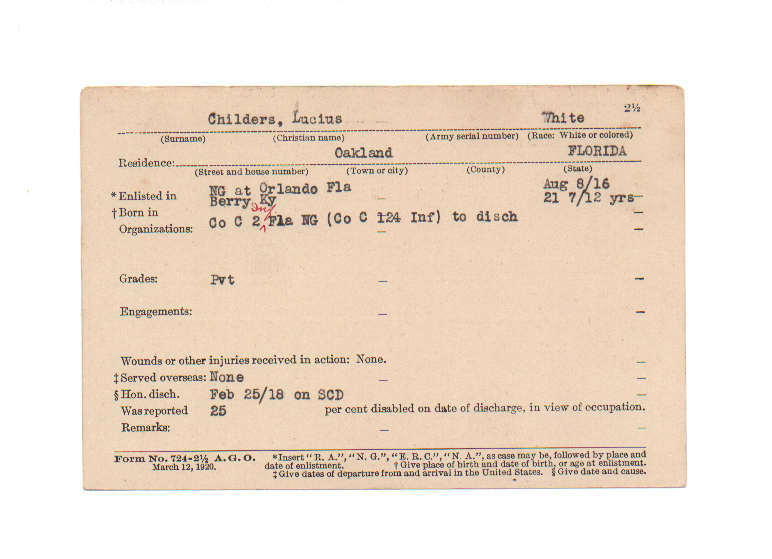 2½
Childers, Lucius White
(Surname) (Christian name) (Army serial number) (Race: White or colored)
Residence: Oakland FLORIDA
(Street and house number) (Town or city) (County) (State)
*Enlisted in NG at Orlando Fla Aug 8/16
†Born in Berry Ky 21 7/12 yrs
Organizations: Co C 2 Inf Fla NG (Co C 124 Inf) to disch
Grades: Pvt
Engagements:
Wounds or other injuries received in action: None.
‡Served overseas: None
§Hon. disch. Feb 25/18 on SCD
Was reported 25 per cent disabled on date of discharge, in view of occupation.
Remarks:
Form No. 724-2½ A. G. O. *Insert "R. A.", "N. G.", "E. R. C.", "N. A.", as case may be, followed by place and
March 12, 1920. date of enlistment. †Give place of birth and date of birth, or age at enlistment.
‡Give dates of departure from and arrival in the United States. §Give date and cause.